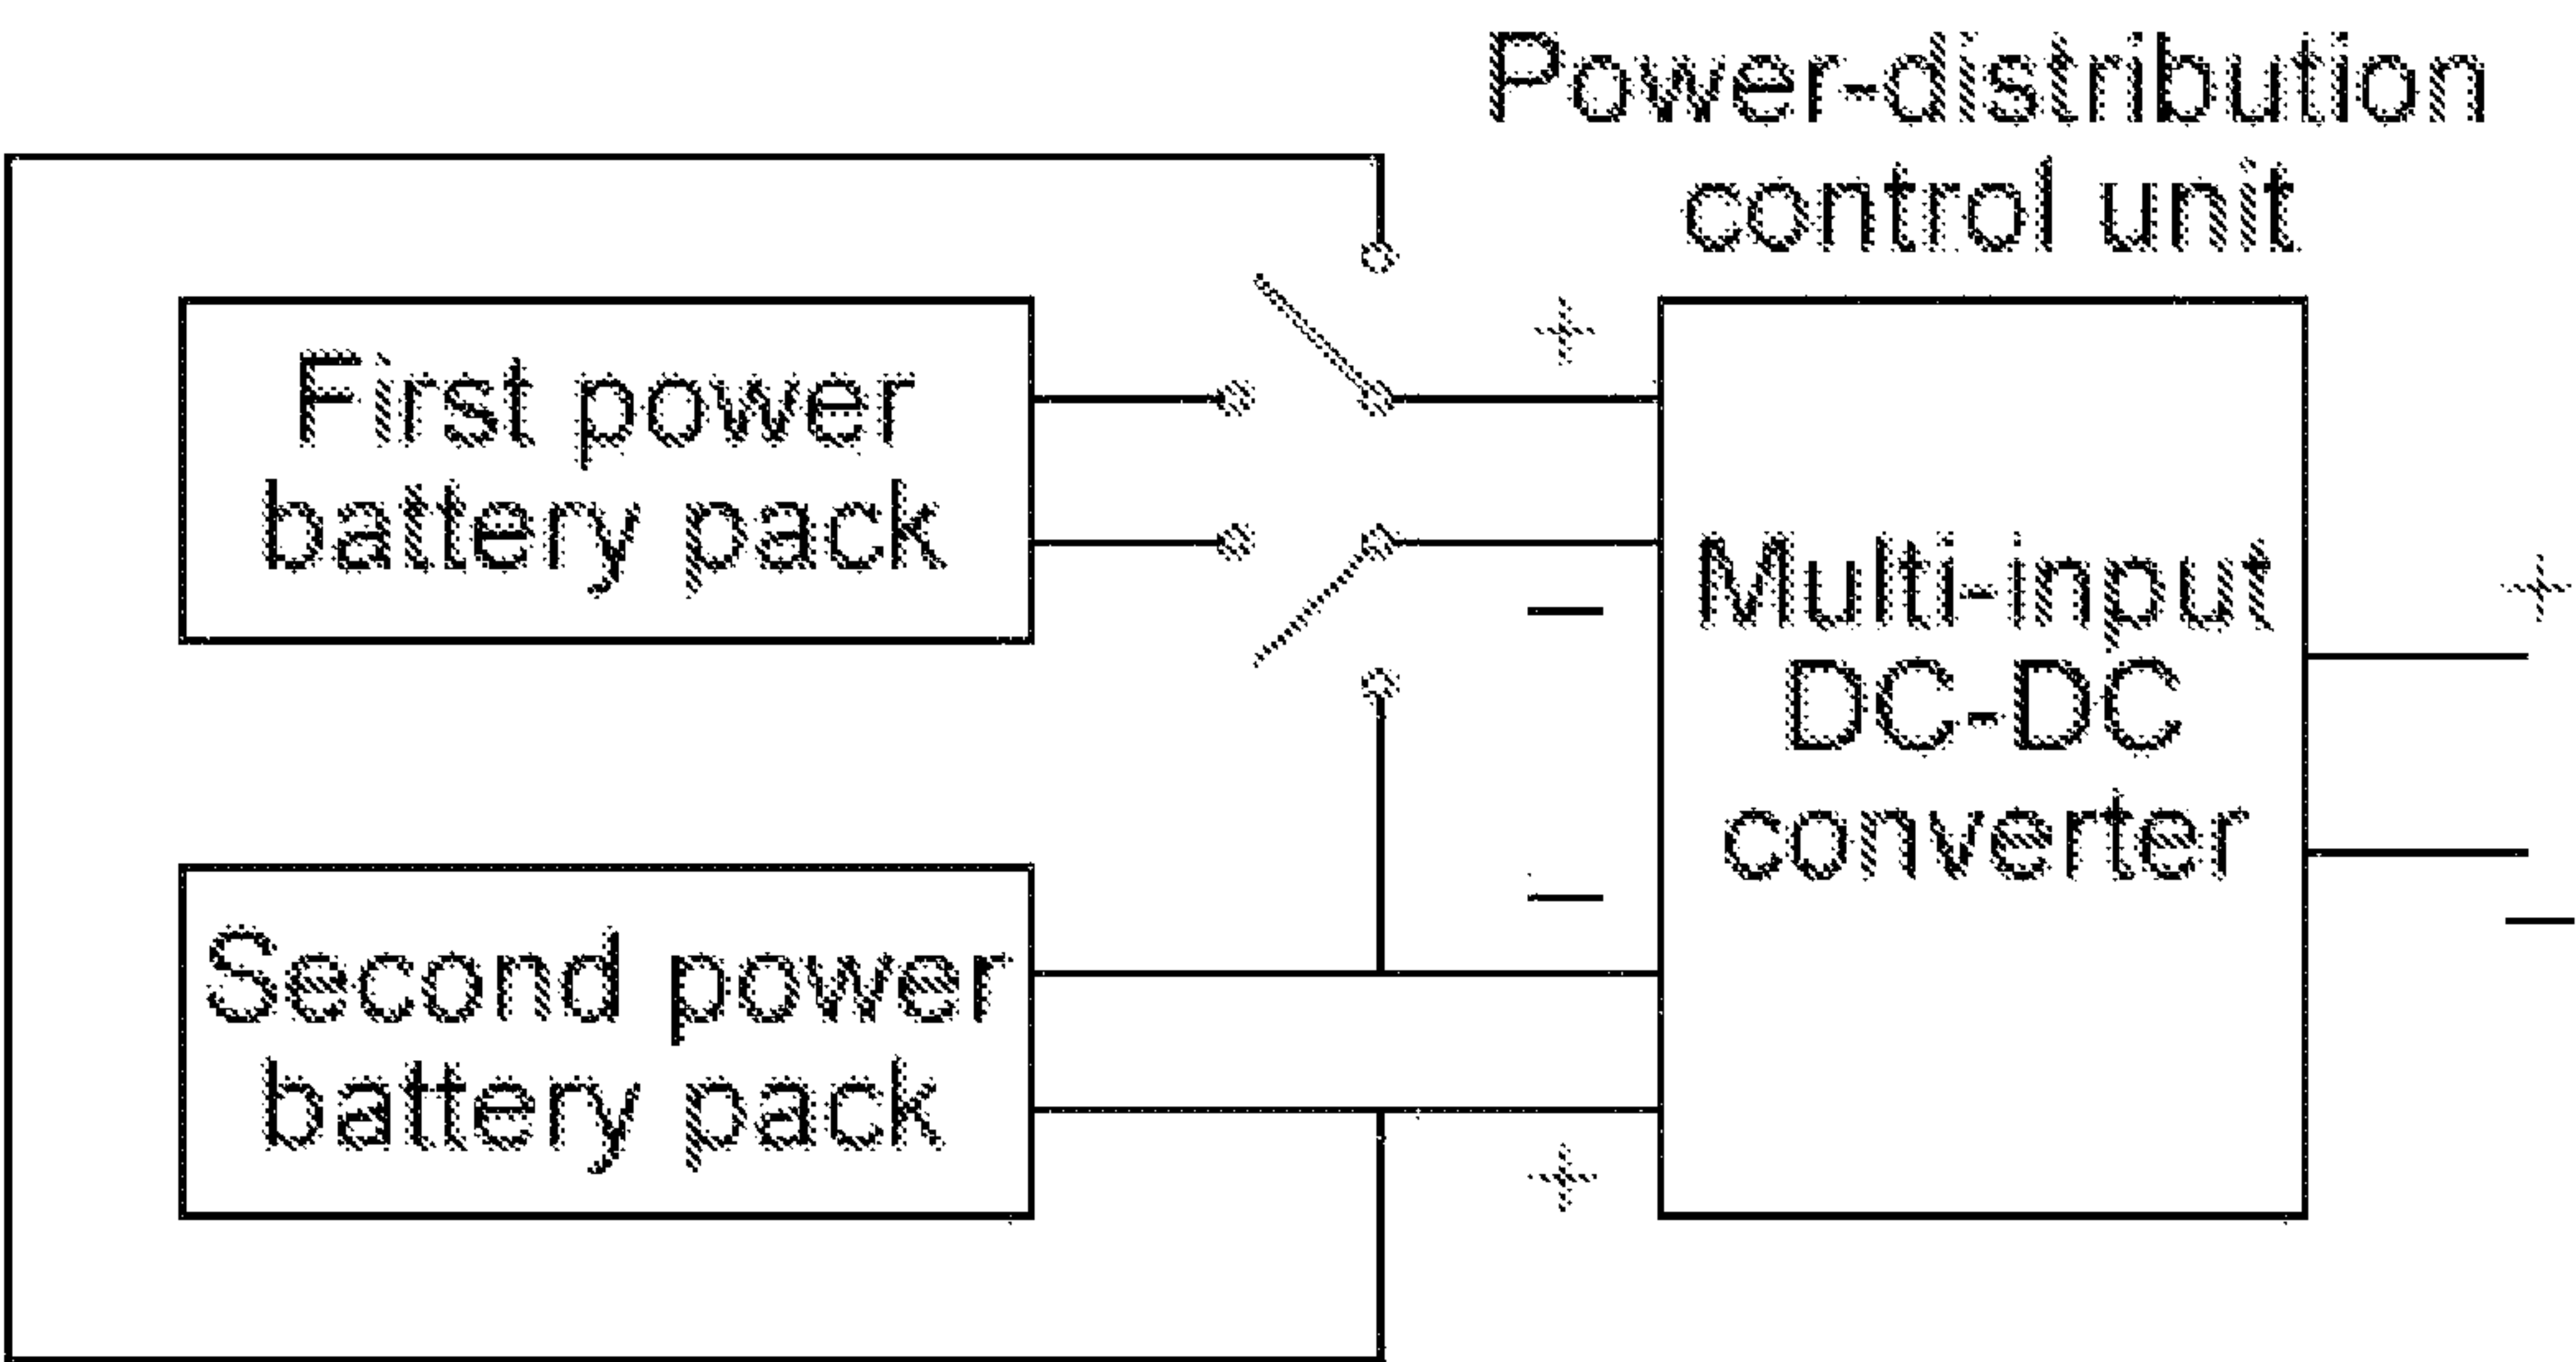 Power-distribution
control unit
+
First power
battery pack
Multi-input
DC-DC
converter
—
+
—
—
Second power
battery pack
+